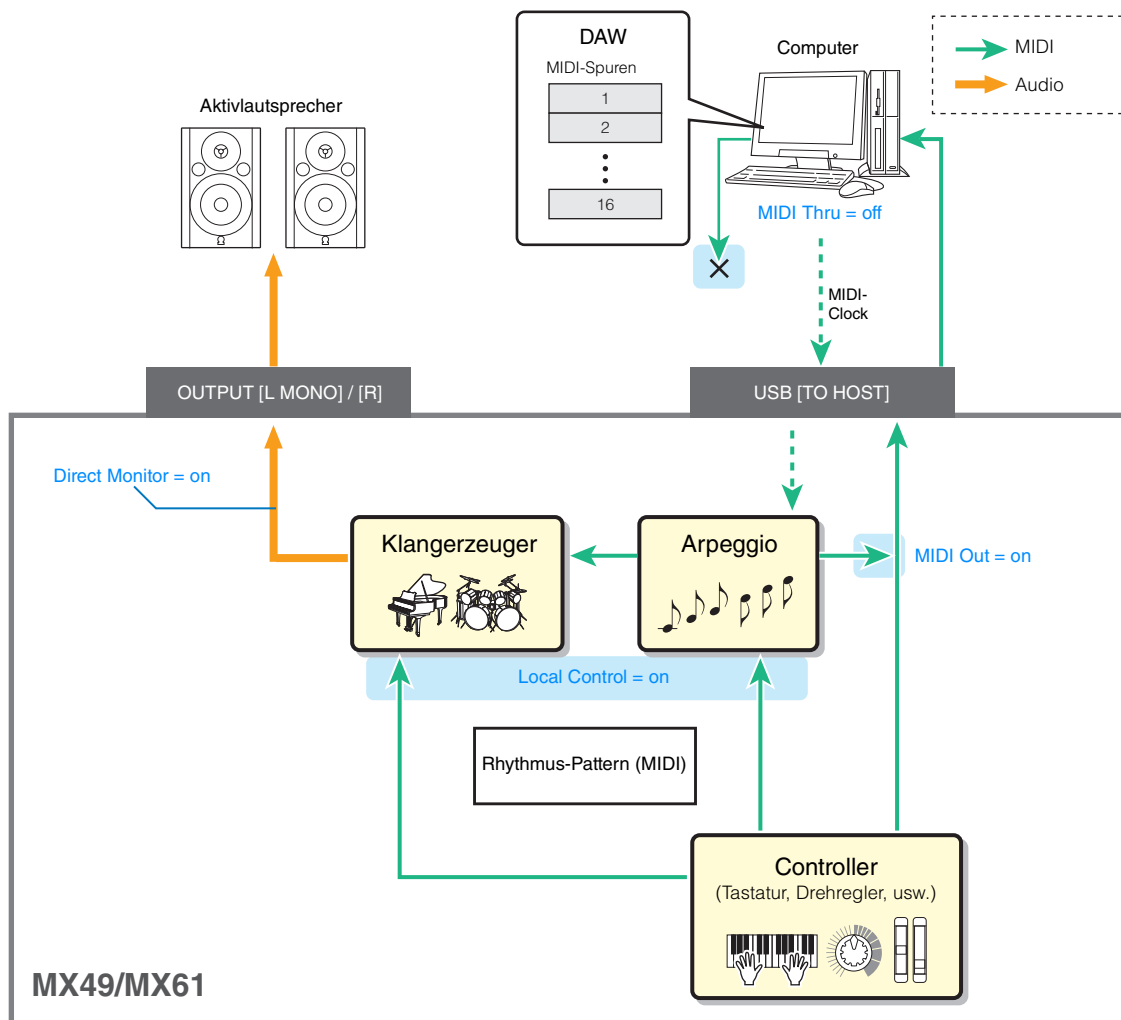 DAW
MIDI-Spuren
1
2
16
Computer
MIDI
Audio
Aktivlautsprecher
MIDI Thru = off
MIDI-
Clock
OUTPUT [L MONO] / [R]
USB [TO HOST]
Direct Monitor = on
Klangerzeuger
Arpeggio
MIDI Out = on
Local Control = on
Rhythmus-Pattern (MIDI)
Controller
(Tastatur, Drehregler, usw.)
MX49/MX61